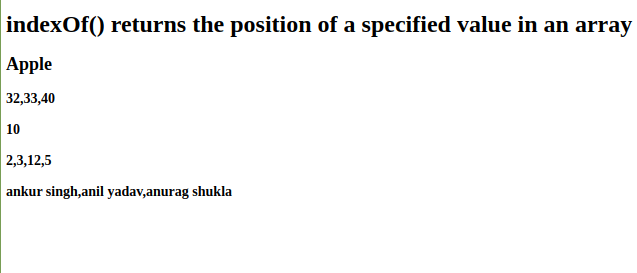 indexOf() returns the position of a specified value in an array
Apple
32,33,40
10
2,3,12,5
ankur singh,anil yadav,anurag shukla